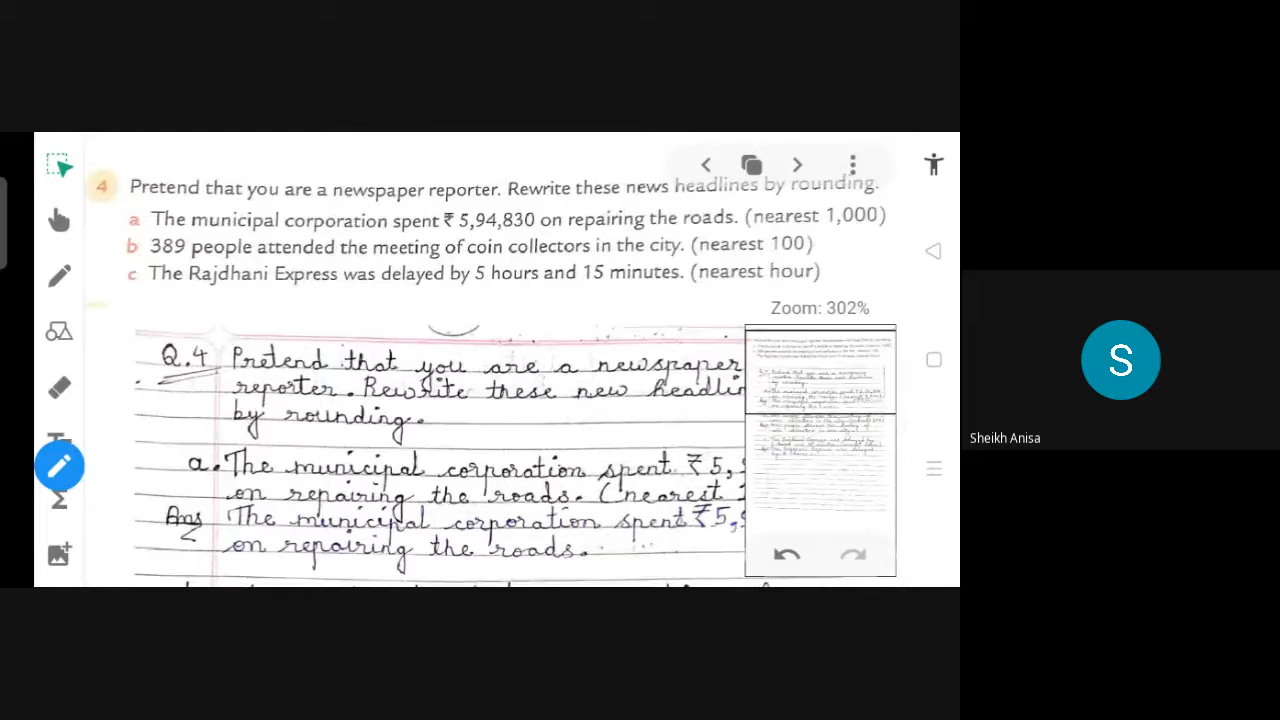 4 Pretend that you are a newspaper reporter. Rewrite these news headlines by rounding.
a The municipal corporation spent ₹ 5,94,830 on repairing the roads. (nearest 1,000)
b 389 people attended the meeting of coin collectors in the city. (nearest 100)
c The Rajdhani Express was delayed by 5 hours and 15 minutes. (nearest hour)
Zoom: 302%
Q.4 Pretend that you are a newspaper
reporter. Rewrite these new headlin
by rounding.
a. The municipal corporation spent ₹5,
on repairing the roads. (nearest
Ans The municipal corporation spent ₹5,
on repairing the roads.
S
Sheikh Anisa